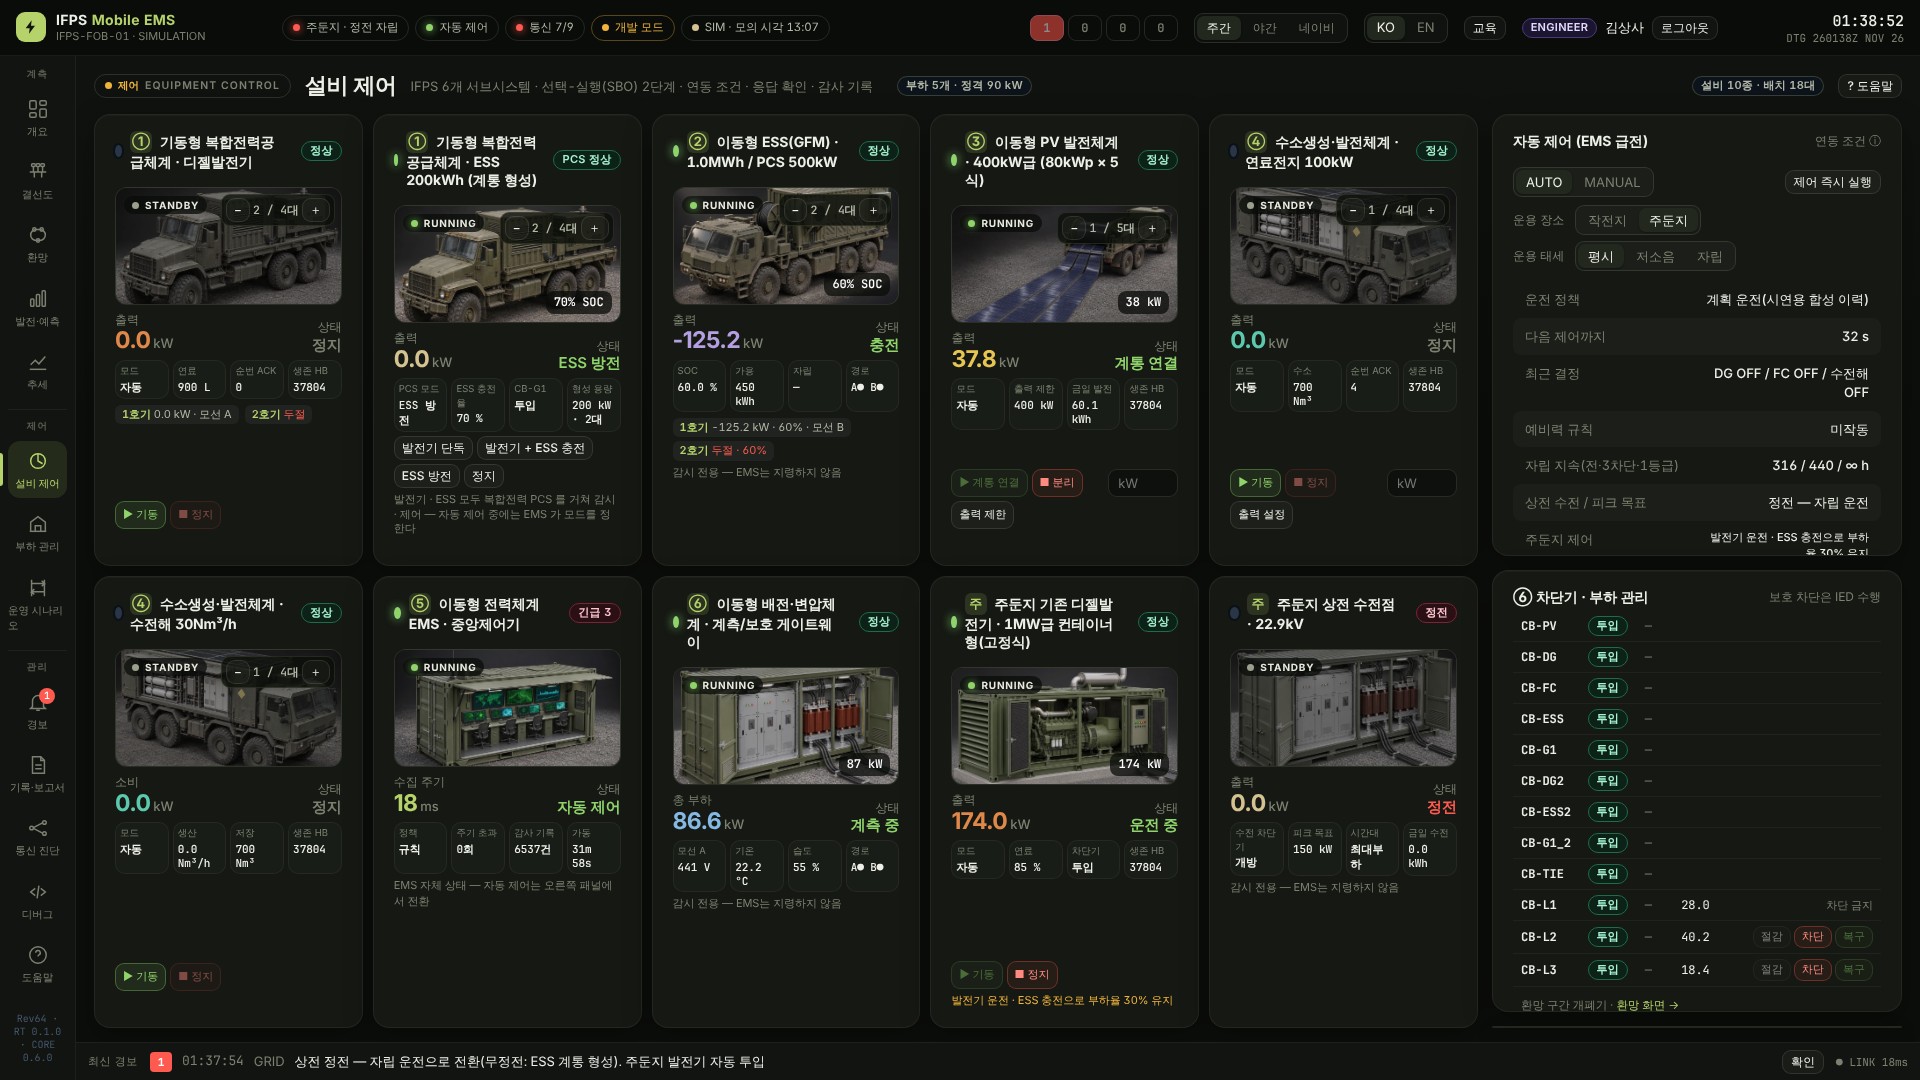 IFPS Mobile EMS
IFPS-FOB-01 · SIMULATION
주둔지 · 정전 자립
자동 제어
통신 7/9
개발 모드
SIM · 모의 시각 13:07
1 0 0 0
주간 야간 네이비
KO EN
교육
ENGINEER 김상사 로그아웃
01:38:52
DTG 260138Z NOV 26
계측
개요
결선도
환망
발전·예측
추세
제어
설비 제어
부하 관리
운영 시나리오
관리
1
경보
기록·보고서
통신 진단
디버그
도움말
Rev64 ·
RT 0.1.0
· CORE
0.6.0
제어 EQUIPMENT CONTROL
설비 제어
IFPS 6개 서브시스템 · 선택-실행(SBO) 2단계 · 연동 조건 · 응답 확인 · 감사 기록
부하 5개 · 정격 90 kW
설비 10종 · 배치 18대
? 도움말
① 기동형 복합전력공급체계 · 디젤발전기
정상
STANDBY
− 2 / 4대 +
출력
0.0 kW
상태
정지
모드 자동
연료 900 L
순번 ACK 0
생존 HB 37804
1호기 0.0 kW · 모선 A
2호기 두절
▶ 기동 ■ 정지
① 기동형 복합전력공급체계 · ESS 200kWh (계통 형성)
PCS 정상
RUNNING
− 2 / 4대 +
70% SOC
출력
0.0 kW
상태
ESS 방전
PCS 모드 ESS 방전
ESS 충전율 70 %
CB-G1 투입
형성 용량 200 kW · 2대
발전기 단독 발전기 + ESS 충전
ESS 방전 정지
발전기 · ESS 모두 복합전력 PCS 를 거쳐 감시 · 제어 — 자동 제어 중에는 EMS 가 모드를 정한다
② 이동형 ESS(GFM) · 1.0MWh / PCS 500kW
정상
RUNNING
− 2 / 4대 +
60% SOC
출력
-125.2 kW
상태
충전
SOC 60.0 %
가용 450 kWh
자립 —
경로 A● B●
1호기 -125.2 kW · 60% · 모선 B
2호기 두절 · 60%
감시 전용 — EMS는 지령하지 않음
③ 이동형 PV 발전체계 · 400kW급 (80kWp × 5식)
정상
RUNNING
− 1 / 5대 +
38 kW
출력
37.8 kW
상태
계통 연결
모드 자동
출력 제한 400 kW
금일 발전 60.1 kWh
생존 HB 37804
▶ 계통 연결 ■ 분리 kW
출력 제한
④ 수소생성·발전체계 · 연료전지 100kW
정상
STANDBY
− 1 / 4대 +
출력
0.0 kW
상태
정지
모드 자동
수소 700 Nm³
순번 ACK 4
생존 HB 37804
▶ 기동 ■ 정지 kW
출력 설정
④ 수소생성·발전체계 · 수전해 30Nm³/h
정상
STANDBY
− 1 / 4대 +
소비
0.0 kW
상태
정지
모드 자동
생산 0.0 Nm³/h
저장 700 Nm³
생존 HB 37804
▶ 기동 ■ 정지
⑤ 이동형 전력체계 EMS · 중앙제어기
긴급 3
RUNNING
수집 주기
18 ms
상태
자동 제어
정책 규칙
주기 초과 0회
감사 기록 6537건
가동 31m 58s
EMS 자체 상태 — 자동 제어는 오른쪽 패널에서 전환
⑥ 이동형 배전·변압체계 · 계측/보호 게이트웨이
정상
RUNNING
87 kW
총 부하
86.6 kW
상태
계측 중
모선 A 441 V
기온 22.2 °C
습도 55 %
경로 A● B●
감시 전용 — EMS는 지령하지 않음
주 주둔지 기존 디젤발전기 · 1MW급 컨테이너형(고정식)
정상
RUNNING
174 kW
출력
174.0 kW
상태
운전 중
모드 자동
연료 85 %
차단기 투입
생존 HB 37804
▶ 기동 ■ 정지
발전기 운전 · ESS 충전으로 부하율 30% 유지
주 주둔지 상전 수전점 · 22.9kV
정전
STANDBY
출력
0.0 kW
상태
정전
수전 차단기 개방
피크 목표 150 kW
시간대 최대부하
금일 수전 0.0 kWh
감시 전용 — EMS는 지령하지 않음
자동 제어 (EMS 급전)
연동 조건 ⓘ
AUTO MANUAL
제어 즉시 실행
운용 장소 작전지 주둔지
운용 태세 평시 저소음 자립
운전 정책 계획 운전(시연용 합성 이력)
다음 제어까지 32 s
최근 결정 DG OFF / FC OFF / 수전해 OFF
예비력 규칙 미작동
자립 지속(전·3차단·1등급) 316 / 440 / ∞ h
상전 수전 / 피크 목표 정전 — 자립 운전
주둔지 제어 발전기 운전 · ESS 충전으로 부하율 30% 유지
⑥ 차단기 · 부하 관리
보호 차단은 IED 수행
CB-PV 투입 —
CB-DG 투입 —
CB-FC 투입 —
CB-ESS 투입 —
CB-G1 투입 —
CB-DG2 투입 —
CB-ESS2 투입 —
CB-G1_2 투입 —
CB-TIE 투입 —
CB-L1 투입 — 28.0 차단 금지
CB-L2 투입 — 40.2 절감 차단 복구
CB-L3 투입 — 18.4 절감 차단 복구
환망 구간 개폐기 · 환망 화면 →
최신 경보 1 01:37:54 GRID 상전 정전 — 자립 운전으로 전환(무정전: ESS 계통 형성). 주둔지 발전기 자동 투입
확인
LINK 18ms